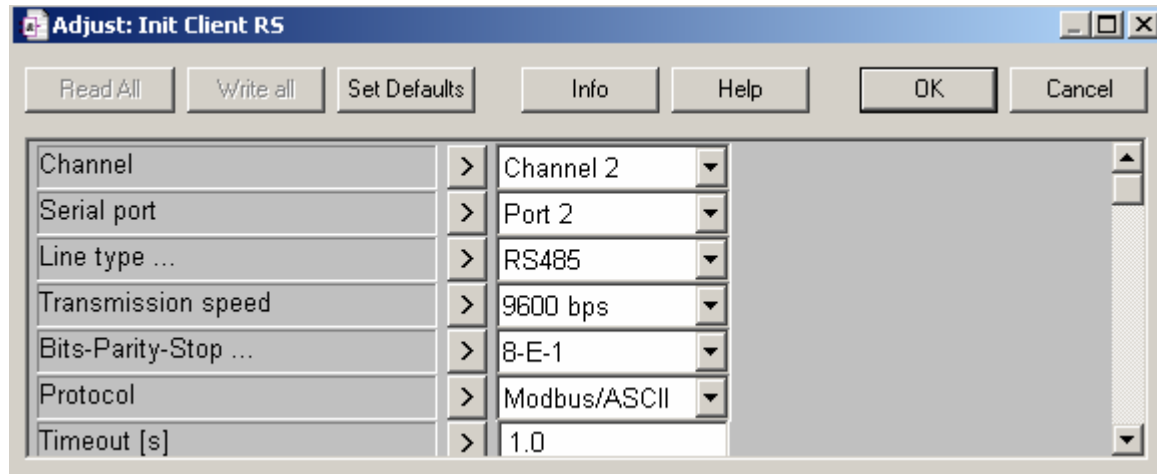 Adjust: Init Client RS
Read All Write all Set Defaults Info Help OK Cancel
Channel > Channel 2
Serial port > Port 2
Line type ... > RS485
Transmission speed > 9600 bps
Bits-Parity-Stop ... > 8-E-1
Protocol > Modbus/ASCII
Timeout [s] > 1.0